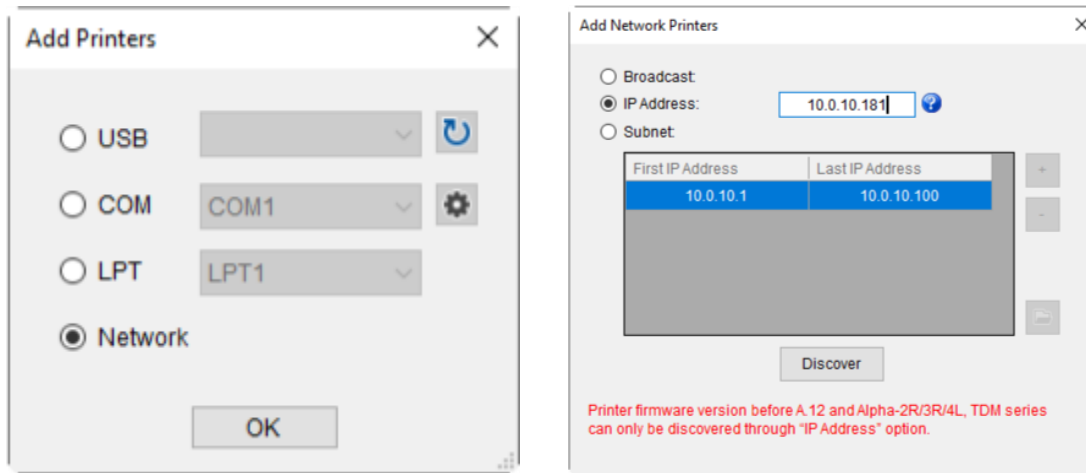 Add Printers
USB
COM
COM1
LPT
LPT1
Network
OK
Add Network Printers
Broadcast:
IP Address:
10.0.10.181
Subnet:
First IP Address
Last IP Address
10.0.10.1
10.0.10.100
+
-
Discover
Printer firmware version before A.12 and Alpha-2R/3R/4L, TDM series
can only be discovered through "IP Address" option.